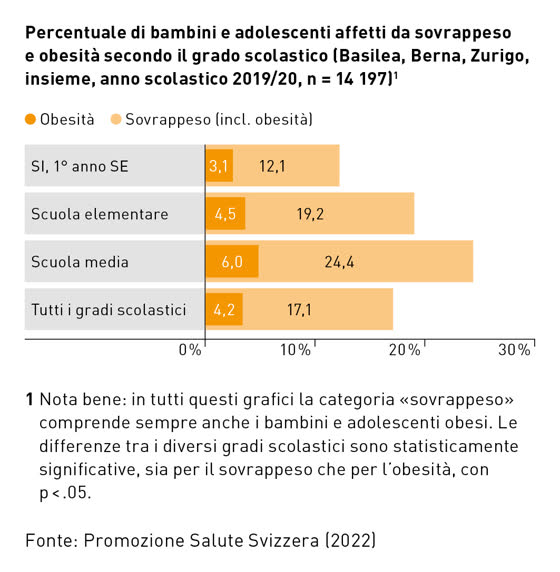 Percentuale di bambini e adolescenti affetti da sovrappeso
e obesità secondo il grado scolastico (Basilea, Berna, Zurigo,
insieme, anno scolastico 2019/20, n = 14 197)¹
Obesità Sovrappeso (incl. obesità)
SI, 1° anno SE 3,1 12,1
Scuola elementare 4,5 19,2
Scuola media 6,0 24,4
Tutti i gradi scolastici 4,2 17,1
0% 10% 20% 30%
1 Nota bene: in tutti questi grafici la categoria «sovrappeso»
comprende sempre anche i bambini e adolescenti obesi. Le
differenze tra i diversi gradi scolastici sono statisticamente
significative, sia per il sovrappeso che per l’obesità, con
p < .05.
Fonte: Promozione Salute Svizzera (2022)